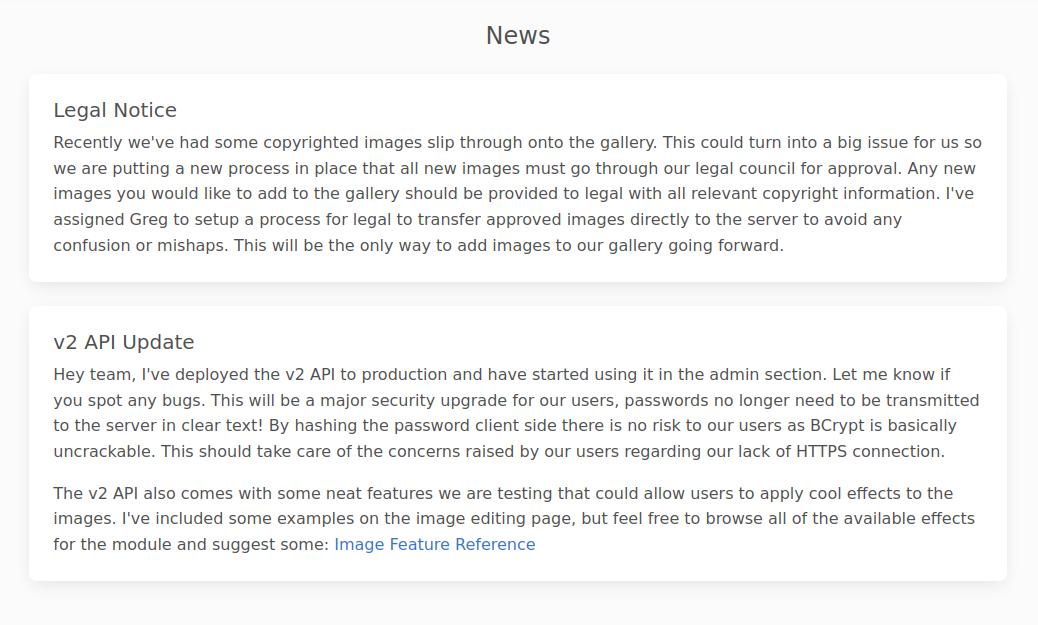 News
Legal Notice
Recently we've had some copyrighted images slip through onto the gallery. This could turn into a big issue for us so
we are putting a new process in place that all new images must go through our legal council for approval. Any new
images you would like to add to the gallery should be provided to legal with all relevant copyright information. I've
assigned Greg to setup a process for legal to transfer approved images directly to the server to avoid any
confusion or mishaps. This will be the only way to add images to our gallery going forward.
v2 API Update
Hey team, I've deployed the v2 API to production and have started using it in the admin section. Let me know if
you spot any bugs. This will be a major security upgrade for our users, passwords no longer need to be transmitted
to the server in clear text! By hashing the password client side there is no risk to our users as BCrypt is basically
uncrackable. This should take care of the concerns raised by our users regarding our lack of HTTPS connection.
The v2 API also comes with some neat features we are testing that could allow users to apply cool effects to the
images. I've included some examples on the image editing page, but feel free to browse all of the available effects
for the module and suggest some: Image Feature Reference